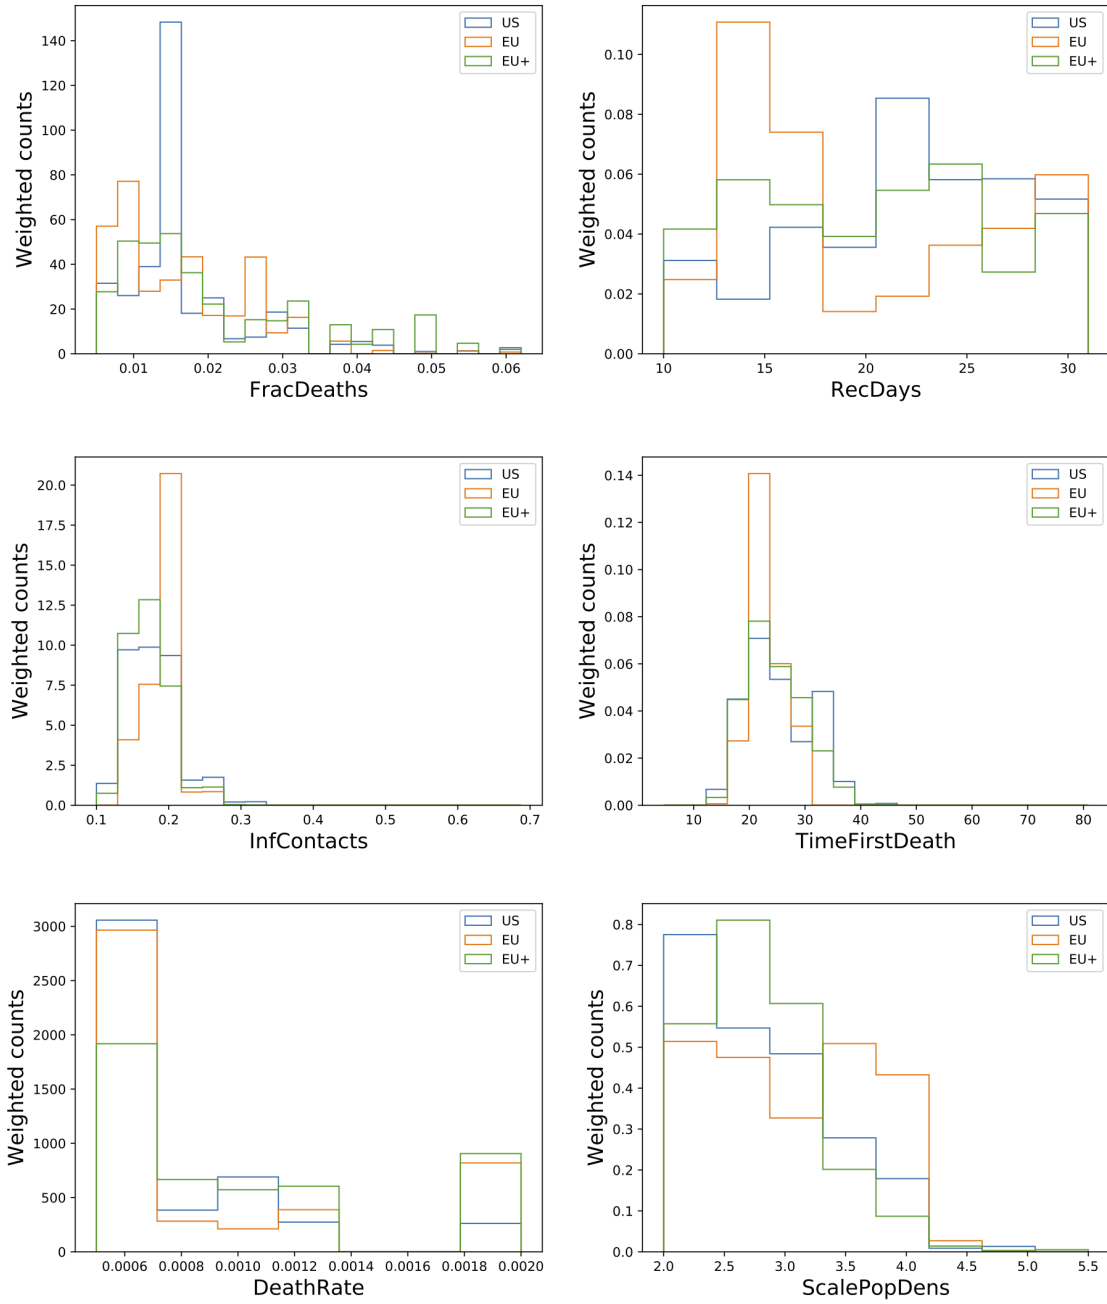 US
EU
EU+
140
120
100
80
60
40
20
0
Weighted counts
0.01 0.02 0.03 0.04 0.05 0.06
FracDeaths
US
EU
EU+
0.10
0.08
0.06
0.04
0.02
0.00
Weighted counts
10 15 20 25 30
RecDays
US
EU
EU+
20.0
17.5
15.0
12.5
10.0
7.5
5.0
2.5
0.0
Weighted counts
0.1 0.2 0.3 0.4 0.5 0.6 0.7
InfContacts
US
EU
EU+
0.14
0.12
0.10
0.08
0.06
0.04
0.02
0.00
Weighted counts
10 20 30 40 50 60 70 80
TimeFirstDeath
US
EU
EU+
3000
2500
2000
1500
1000
500
0
Weighted counts
0.0006 0.0008 0.0010 0.0012 0.0014 0.0016 0.0018 0.0020
DeathRate
US
EU
EU+
0.8
0.7
0.6
0.5
0.4
0.3
0.2
0.1
0.0
Weighted counts
2.0 2.5 3.0 3.5 4.0 4.5 5.0 5.5
ScalePopDens